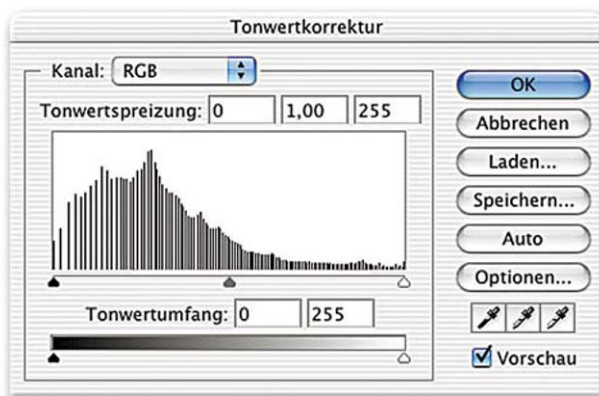 Tonwertkorrektur
Kanal: RGB
Tonwertspreizung: 0 1,00 255
Tonwertumfang: 0 255
OK
Abbrechen
Laden...
Speichern...
Auto
Optionen...
Vorschau